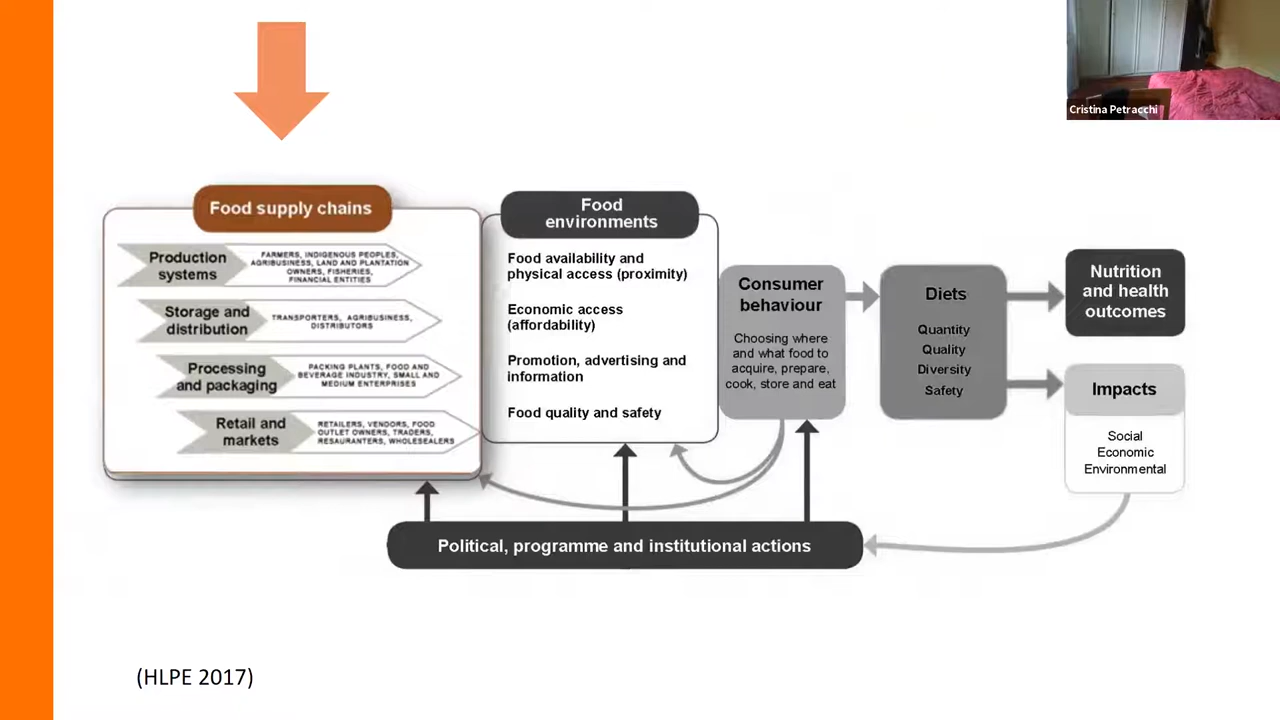 Cristina Petracchi
Food supply chains
Production
systems
FARMERS, INDIGENOUS PEOPLES,
AGRIBUSINESS, LAND AND PLANTATION
OWNERS, FISHERIES,
FINANCIAL ENTITIES
Storage and
distribution
TRANSPORTERS, AGRIBUSINESS,
DISTRIBUTORS
Processing
and packaging
PACKING PLANTS, FOOD AND
BEVERAGE INDUSTRY, SMALL AND
MEDIUM ENTERPRISES
Retail and
markets
RETAILERS, VENDORS, FOOD
OUTLET OWNERS, TRADERS,
RESAURANTERS, WHOLESEALERS
Food
environments
Food availability and
physical access (proximity)
Economic access
(affordability)
Promotion, advertising and
information
Food quality and safety
Consumer
behaviour
Choosing where
and what food to
acquire, prepare,
cook, store and eat
Diets
Quantity
Quality
Diversity
Safety
Nutrition
and health
outcomes
Impacts
Social
Economic
Environmental
Political, programme and institutional actions
(HLPE 2017)